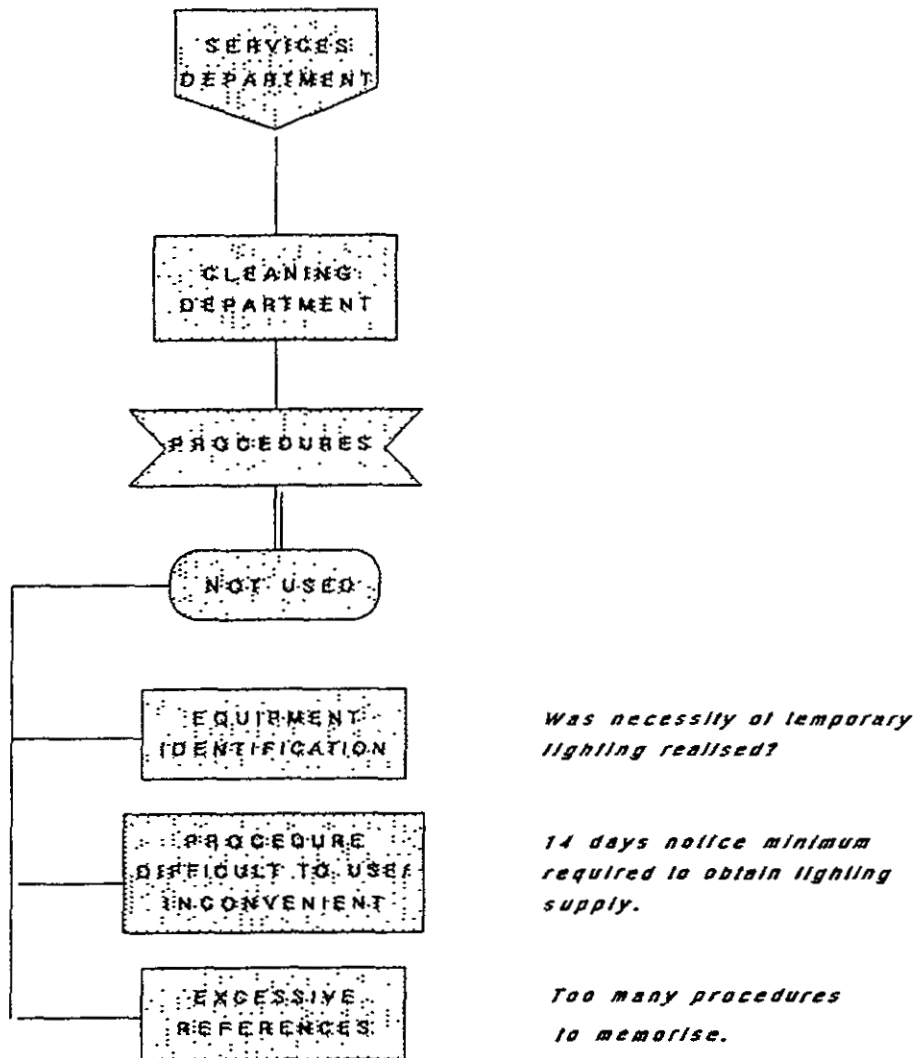 SERVICES
DEPARTMENT
CLEANING
DEPARTMENT
PROCEDURES
NOT USED
EQUIPMENT
IDENTIFICATION
Was necessity of temporary
lighting realised?
PROCEDURE
DIFFICULT TO USE/
INCONVENIENT
14 days notice minimum
required to obtain lighting
supply.
EXCESSIVE
REFERENCES
Too many procedures
to memorise.